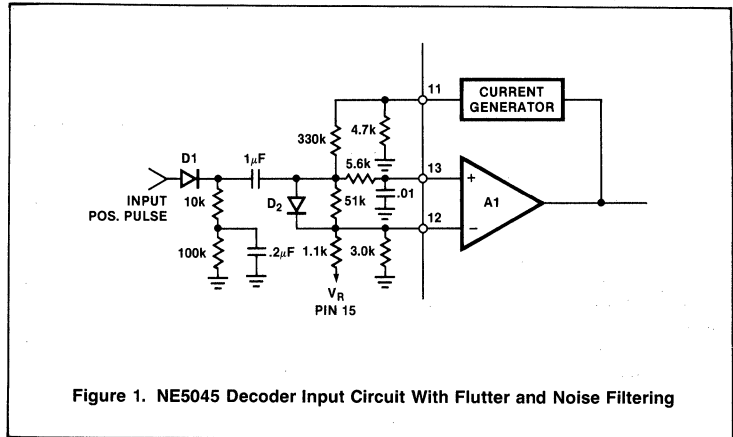 11
CURRENT
GENERATOR
330k
4.7k
D1
1μF
5.6k
13
+
INPUT
POS. PULSE
10k
D2
51k
.01
A1
12
−
100k
.2μF
1.1k
3.0k
VR
PIN 15
Figure 1. NE5045 Decoder Input Circuit With Flutter and Noise Filtering